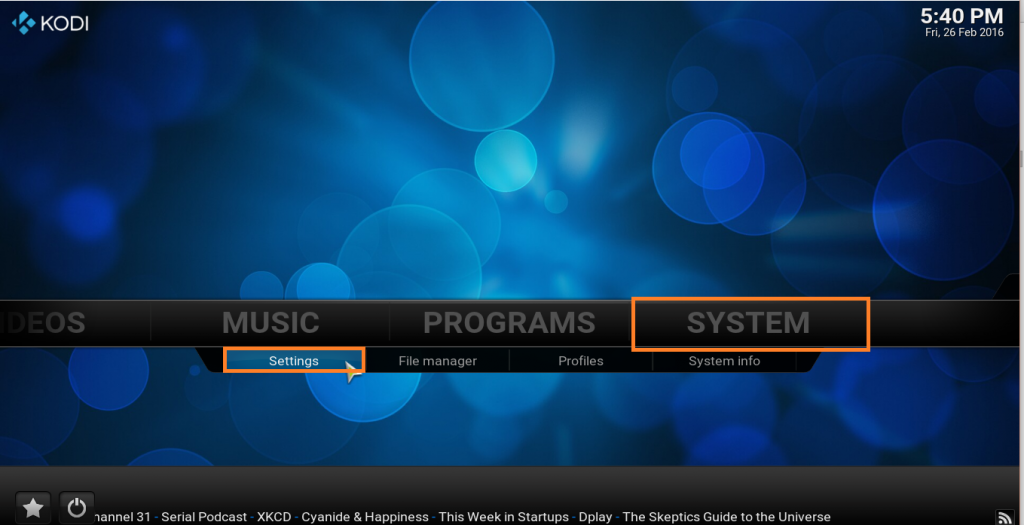 KODI
5:40 PM
Fri, 26 Feb 2016
IDEOS MUSIC PROGRAMS SYSTEM
Settings File manager Profiles System info
hannel 31 - Serial Podcast - XKCD - Cyanide & Happiness - This Week in Startups - Dplay - The Skeptics Guide to the Universe